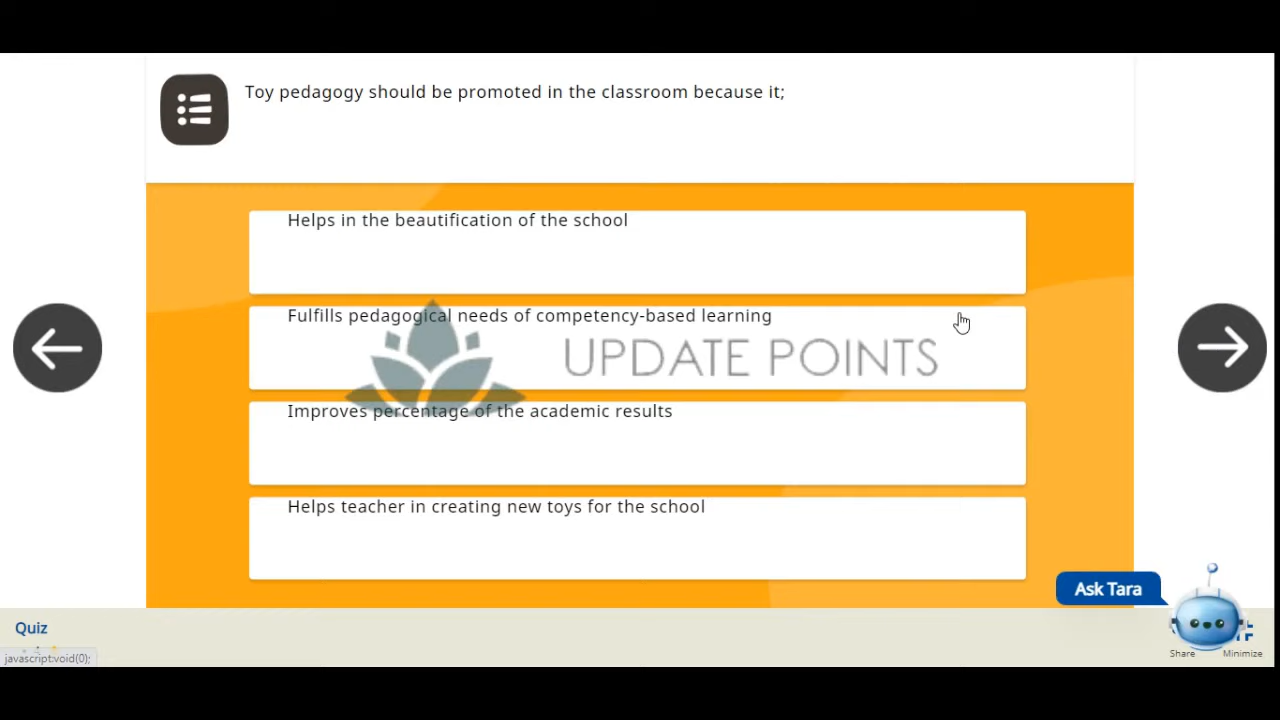 Toy pedagogy should be promoted in the classroom because it;
Helps in the beautification of the school
Fulfills pedagogical needs of competency-based learning
UPDATE POINTS
Improves percentage of the academic results
Helps teacher in creating new toys for the school
Ask Tara
Quiz
Share
Minimize
javascript:void(0);